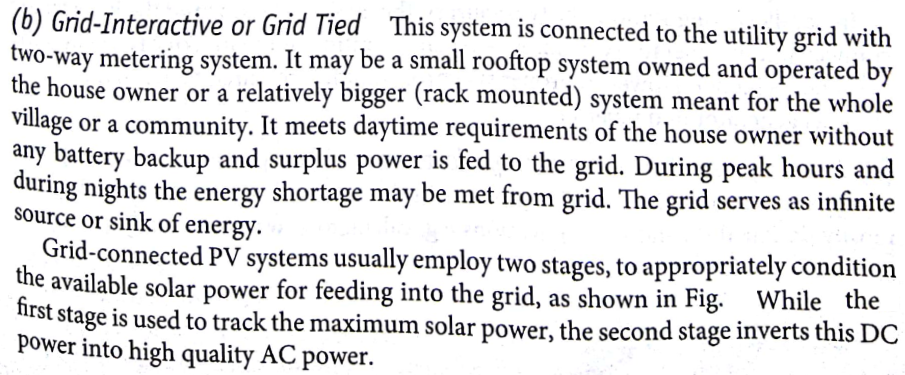 (b) Grid-Interactive or Grid Tied This system is connected to the utility grid with
two-way metering system. It may be a small rooftop system owned and operated by
the house owner or a relatively bigger (rack mounted) system meant for the whole
village or a community. It meets daytime requirements of the house owner without
any battery backup and surplus power is fed to the grid. During peak hours and
during nights the energy shortage may be met from grid. The grid serves as infinite
source or sink of energy.
Grid-connected PV systems usually employ two stages, to appropriately condition
the available solar power for feeding into the grid, as shown in Fig. While the
first stage is used to track the maximum solar power, the second stage inverts this DC
power into high quality AC power.